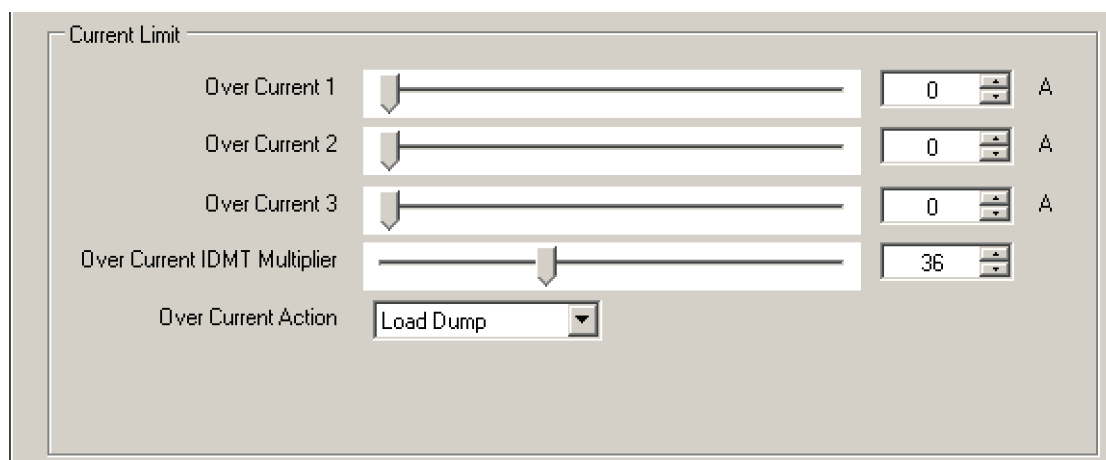 Current Limit
Over Current 1 0 A
Over Current 2 0 A
Over Current 3 0 A
Over Current IDMT Multiplier 36
Over Current Action Load Dump